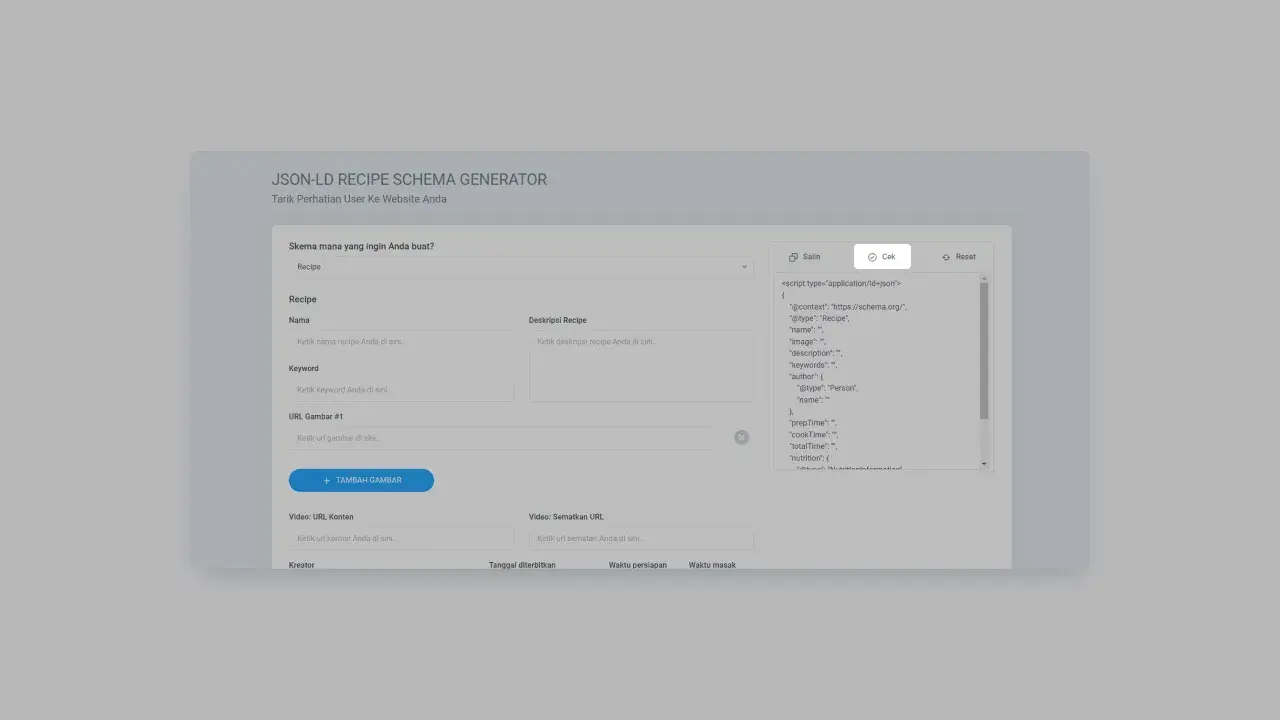 JSON-LD RECIPE SCHEMA GENERATOR
Tarik Perhatian User Ke Website Anda
Skema mana yang ingin Anda buat?
Recipe
Recipe
Nama
Deskripsi Recipe
Ketik nama recipe Anda di sini..
Ketik deskripsi recipe Anda di sini..
Keyword
Ketik keyword Anda di sini..
URL Gambar #1
Ketik url gambar di sini..
+ TAMBAH GAMBAR
Video: URL Konten
Video: Sematkan URL
Ketik url konten Anda di sini..
Ketik url sematan Anda di sini..
Kreator
Tanggal diterbitkan
Waktu persiapan
Waktu masak
Salin
Cek
Reset
<script type="application/ld+json">
{
"@context": "https://schema.org/",
"@type": "Recipe",
"name": "",
"image": "",
"description": "",
"keywords": "",
"author": {
"@type": "Person",
"name": ""
},
"prepTime": "",
"cookTime": "",
"totalTime": "",
"nutrition": {
"@type": "NutritionInformation",